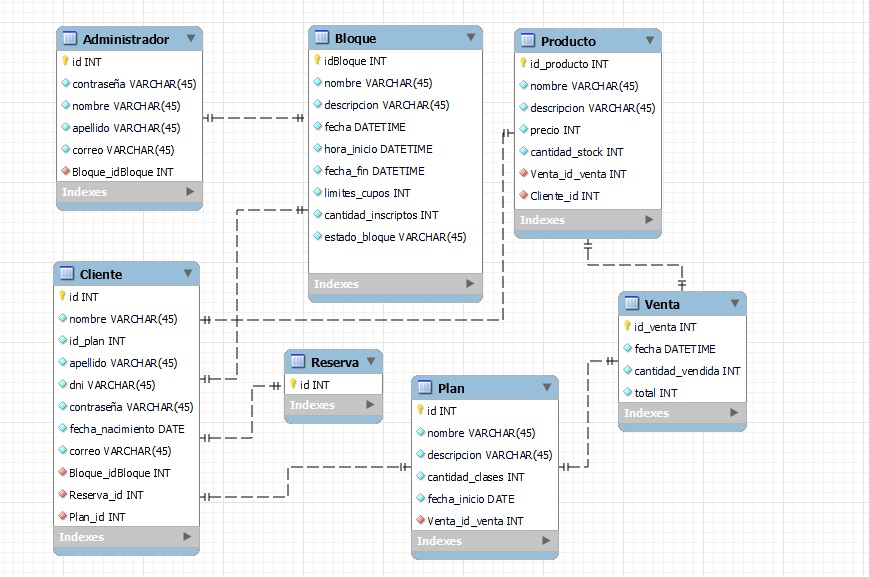 Administrador
id INT
contraseña VARCHAR(45)
nombre VARCHAR(45)
apellido VARCHAR(45)
correo VARCHAR(45)
Bloque_idBloque INT
Indexes
Bloque
idBloque INT
nombre VARCHAR(45)
descripcion VARCHAR(45)
fecha DATETIME
hora_inicio DATETIME
fecha_fin DATETIME
limites_cupos INT
cantidad_inscriptos INT
estado_bloque VARCHAR(45)
Indexes
Producto
id_producto INT
nombre VARCHAR(45)
descripcion VARCHAR(45)
precio INT
cantidad_stock INT
Venta_id_venta INT
Cliente_id INT
Indexes
Cliente
id INT
nombre VARCHAR(45)
id_plan INT
apellido VARCHAR(45)
dni VARCHAR(45)
contraseña VARCHAR(45)
fecha_nacimiento DATE
correo VARCHAR(45)
Bloque_idBloque INT
Reserva_id INT
Plan_id INT
Indexes
Reserva
id INT
Indexes
Plan
id INT
nombre VARCHAR(45)
descripcion VARCHAR(45)
cantidad_clases INT
fecha_inicio DATE
Venta_id_venta INT
Indexes
Venta
id_venta INT
fecha DATETIME
cantidad_vendida INT
total INT
Indexes